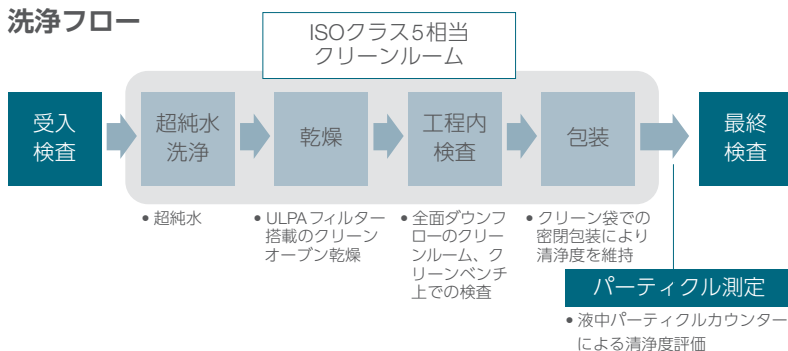 洗浄フロー
ISOクラス5相当
クリーンルーム
受入
検査
超純水
洗浄
乾燥
工程内
検査
包装
最終
検査
• 超純水
• ULPAフィルター
搭載のクリーン
オーブン乾燥
• 全面ダウンフ
ローのクリー
ンルーム、ク
リーンベンチ
上での検査
• クリーン袋での
密閉包装により
清浄度を維持
パーティクル測定
• 液中パーティクルカウンター
による清浄度評価